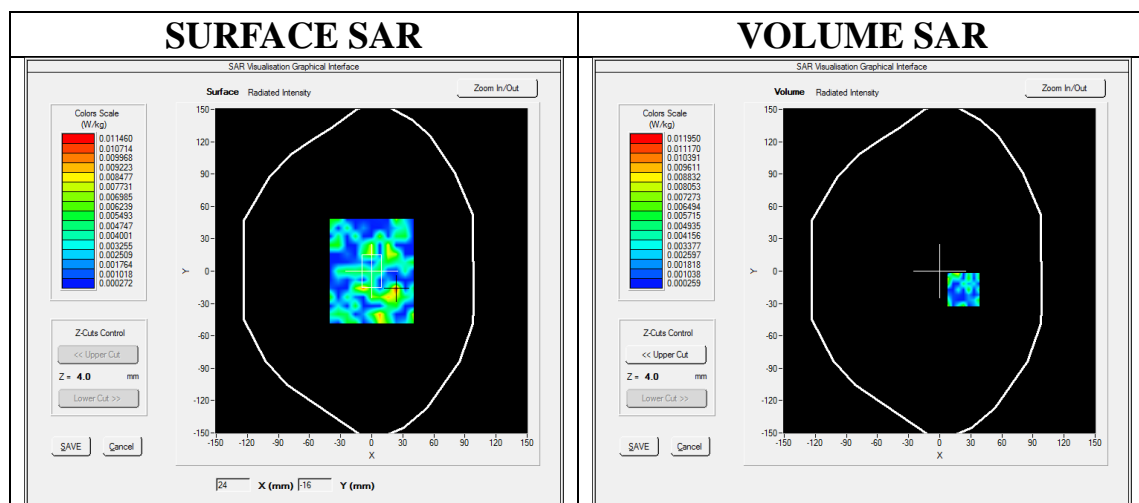 SURFACE SAR
SAR Visualisation Graphical Interface
Surface Radiated Intensity
Zoom In/Out
Colors Scale
(W/kg)
0.011460
0.010714
0.009968
0.009223
0.008477
0.007731
0.006985
0.006239
0.005493
0.004747
0.004001
0.003255
0.002509
0.001764
0.001018
0.000272
Z-Cuts Control
<< Upper Cut
Z = 4.0 mm
Lower Cut >>
SAVE Cancel
150
120
90
60
30
0
-30
-60
-90
-120
-150
Y
-150 -120 -90 -60 -30 0 30 60 90 120 150
X
24 X (mm) -16 Y (mm)
VOLUME SAR
SAR Visualisation Graphical Interface
Volume Radiated Intensity
Zoom In/Out
Colors Scale
(W/kg)
0.011950
0.011170
0.010391
0.009611
0.008832
0.008053
0.007273
0.006494
0.005715
0.004935
0.004156
0.003377
0.002597
0.001818
0.001038
0.000259
Z-Cuts Control
<< Upper Cut
Z = 4.0 mm
Lower Cut >>
SAVE Cancel
150
120
90
60
30
0
-30
-60
-90
-120
-150
Y
-150 -120 -90 -60 -30 0 30 60 90 120 150
X